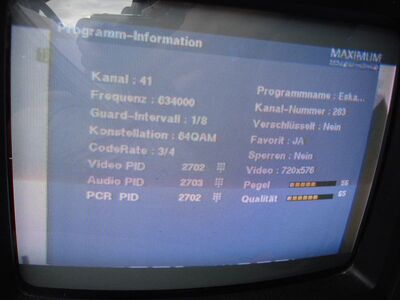 Programm-Information
MAXIMUM
Kanal : 41
Frequenz : 634000
Guard-Intervall : 1/8
Konstellation : 64QAM
CodeRate : 3/4
Video PID 2702
Audio PID 2703
PCR PID 2702
Programmname : Eska...
Kanal-Nummer : 263
Verschlüsselt : Nein
Favorit : JA
Sperren : Nein
Video : 720x576
Pegel 56
Qualität 65